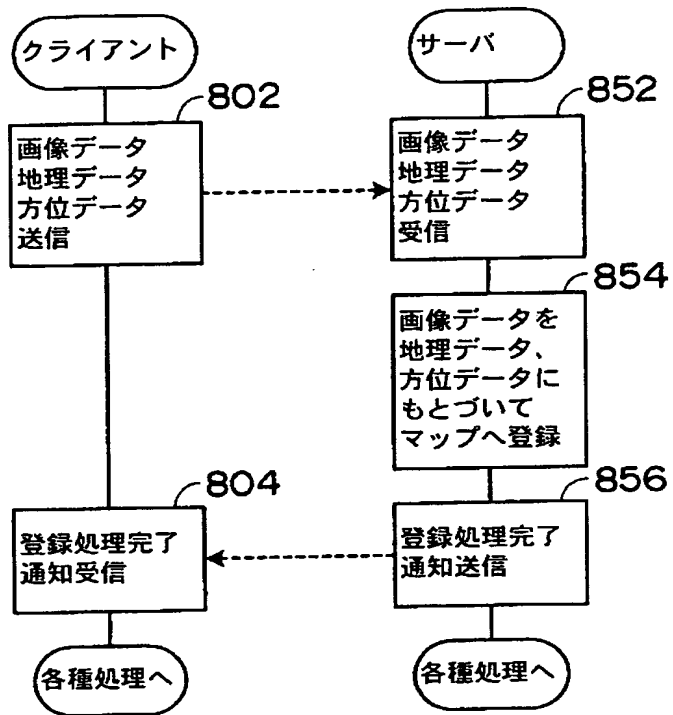 クライアント
802
画像データ
地理データ
方位データ
送信
804
登録処理完了
通知受信
各種処理へ
サーバ
852
画像データ
地理データ
方位データ
受信
854
画像データを
地理データ、
方位データに
もとづいて
マップへ登録
856
登録処理完了
通知送信
各種処理へ